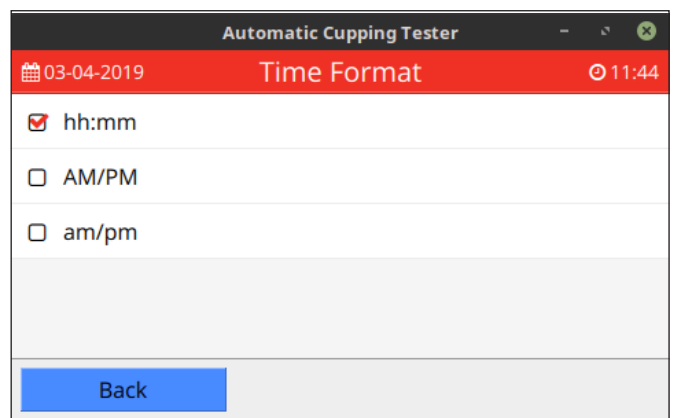 Automatic Cupping Tester
03-04-2019 Time Format 11:44
hh:mm
AM/PM
am/pm
Back